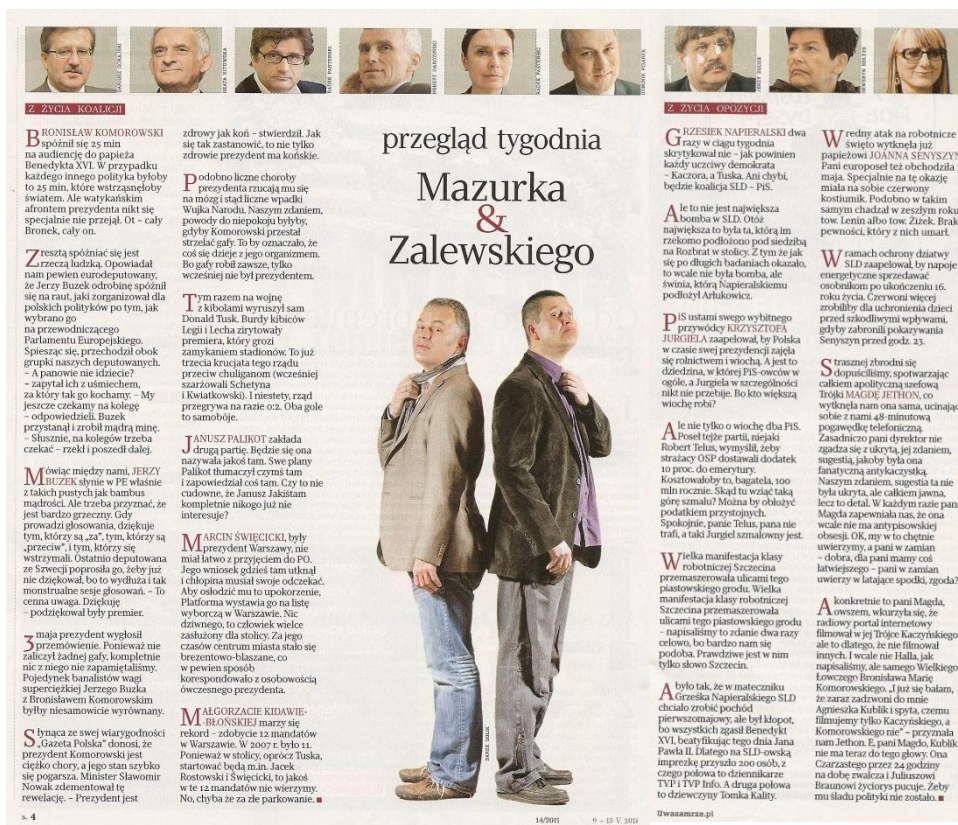 Z ŻYCIA KOALICJI
BRONISŁAW KOMOROWSKI
spóźnił się 25 min
na audiencję do papieża
Benedykta XVI. W przypadku
każdego innego polityka byłoby
to 25 min, które wstrząsnęłoby
światem. Ale watykańskim
afrontem prezydenta nikt się
specjalnie nie przejął. Ot – cały
Bronek, cały on.
Zresztą spóźniać się jest
rzeczą ludzką. Opowiadał
nam pewien eurodeputowany,
że Jerzy Buzek odrobinę spóźnił
się na raut, jaki zorganizował dla
polskich polityków po tym, jak
wybrano go
na przewodniczącego
Parlamentu Europejskiego.
Spiesząc się, przechodził obok
grupki naszych deputowanych.
– A panowie nie idziecie?
– zapytał ich z uśmiechem,
za który tak go kochamy. – My
jeszcze czekamy na kolegę
– odpowiedzieli. Buzek
przystanął i zrobił mądrą minę.
– Słusznie, na kolegów trzeba
czekać – rzekł i poszedł dalej.
Mówiąc między nami, JERZY
BUZEK słynie w PE właśnie
z takich pustych jak bambus
mądrości. Ale trzeba przyznać, że
jest bardzo grzeczny. Gdy
prowadzi głosowania, dziękuje
tym, którzy są „za”, tym, którzy są
„przeciw”, i tym, którzy się
wstrzymali. Ostatnio deputowana
ze Szwecji poprosiła go, żeby już
nie dziękował, bo to wydłuża i tak
monstrualne sesje głosowań. – To
cenna uwaga. Dziękuję
– podziękował były premier.
3 maja prezydent wygłosił
przemówienie. Ponieważ nie
zaliczył żadnej gafy, kompletnie
nic z niego nie zapamiętaliśmy.
Pojedynek banalistów wagi
superciężkiej Jerzego Buzka
z Bronisławem Komorowskim
byłby niesamowicie wyrównany.
Słynąca ze swej wiarygodności
„Gazeta Polska” donosi, że
prezydent Komorowski jest
ciężko chory, a jego stan szybko
się pogarsza. Minister Sławomir
Nowak zdementował tę
rewelację. – Prezydent jest
zdrowy jak koń – stwierdził. Jak
się tak zastanowić, to nie tylko
zdrowie prezydent ma końskie.
Podobno liczne choroby
prezydenta rzucają mu się
na mózg i stąd liczne wpadki
Wujka Narodu. Naszym zdaniem,
powody do niepokoju byłyby,
gdyby Komorowski przestał
strzelać gafy. To by oznaczało, że
coś się dzieje z jego organizmem.
Bo gafy robił zawsze, tylko
wcześniej nie był prezydentem.
Tym razem na wojnę
z kibolami wyruszył sam
Donald Tusk. Burdy kibiców
Legii i Lecha zirytowały
premiera, który grozi
zamykaniem stadionów. To już
trzecia krucjata tego rządu
przeciw chuliganom (wcześniej
szarżowali Schetyna
i Kwiatkowski). I niestety, rząd
przegrywa na razie 0:2. Oba gole
to samobóje.
JANUSZ PALIKOT zakłada
drugą partię. Będzie się ona
nazywała jakoś tam. Swe plany
Palikot tłumaczył czymś tam
i zapowiedział coś tam. Czy to nie
cudowne, że Janusz Jakiśtam
kompletnie nikogo już nie
interesuje?
MARCIN ŚWIĘCICKI, były
prezydent Warszawy, nie
miał łatwo z przyjęciem do PO.
Jego wniosek gdzieś tam utknął
i chłopina musiał swoje odczekać.
Aby osłodzić mu to upokorzenie,
Platforma wystawia go na listę
wyborczą w Warszawie. Nic
dziwnego, to człowiek wielce
zasłużony dla stolicy. Za jego
czasów centrum miasta stało się
brezentowo-blaszane, co
w pewien sposób
korespondowało z osobowością
ówczesnego prezydenta.
MAŁGORZACIE KIDAWIE-
-BŁOŃSKIEJ marzy się
rekord – zdobycie 12 mandatów
w Warszawie. W 2007 r. było 11.
Ponieważ w stolicy, oprócz Tuska,
startować będą m.in. Jacek
Rostowski i Święcicki, to jakoś
w te 12 mandatów nie wierzymy.
No, chyba że za złe parkowanie.
przegląd tygodnia
Mazurka
&
Zalewskiego
DAREK GOLIK
Z ŻYCIA OPOZYCJI
GRZESIEK NAPIERALSKI dwa
razy w ciągu tygodnia
skrytykował nie – jak powinien
każdy uczciwy demokrata
– Kaczora, a Tuska. Ani chybi,
będzie koalicja SLD – PiS.
Ale to nie jest największa
bomba w SLD. Otóż
największa to była ta, którą im
rzekomo podłożono pod siedzibą
na Rozbrat w stolicy. Z tym że jak
się po długich badaniach okazało,
to wcale nie była bomba, ale
świnia, którą Napieralskiemu
podłożył Arłukowicz.
PiS ustami swego wybitnego
przywódcy KRZYSZTOFA
JURGIELA zaapelował, by Polska
w czasie swej prezydencji zajęła
się rolnictwem i wiochą. A jest to
dziedzina, w której PiS-owców w
ogóle, a Jurgiela w szczególności
nikt nie przebije. Bo kto większą
wiochę robi?
Ale nie tylko o wiochę dba PiS.
Poseł tejże partii, niejaki
Robert Telus, wymyślił, żeby
strażacy OSP dostawali dodatek
10 proc. do emerytury.
Kosztowałoby to, bagatela, 100
mln rocznie. Skąd tu wziąć taką
górę szmalu? Można by obłożyć
podatkiem przystojnych.
Spokojnie, panie Telus, pana nie
trafi, a taki Jurgiel szmalowny jest.
Wielka manifestacja klasy
robotniczej Szczecina
przemaszerowała ulicami tego
piastowskiego grodu. Wielka
manifestacja klasy robotniczej
Szczecina przemaszerowała
ulicami tego piastowskiego grodu
– napisaliśmy to zdanie dwa razy
celowo, bo bardzo nam się
podoba. Prawdziwe jest w nim
tylko słowo Szczecin.
A było tak, że w mateczniku
Grześka Napieralskiego SLD
chciało zrobić pochód
pierwszomajowy, ale był kłopot,
bo wszystkich zgasił Benedykt
XVI, beatyfikując tego dnia Jana
Pawła II. Dlatego na SLD-owską
imprezkę przyszło 200 osób, z
czego połowa to dziennikarze
TVP i TVP Info. A druga połowa
to dziewczyny Tomka Kality.
Wredny atak na robotnicze
święto wytknęła już
papieżowi JOANNA SENYSZYN
Pani europoseł też obchodziła 1
maja. Specjalnie na tę okazję
miała na sobie czerwony
kostiumik. Podobno w takim
samym chadzał w zeszłym roku
tow. Lenin albo tow. Žižek. Brak
pewności, który z nich umarł.
W ramach ochrony dziatwy
SLD zaapelował, by napoje
energetyczne sprzedawać
osobnikom po ukończeniu 16.
roku życia. Czerwoni więcej
zrobiliby dla uchronienia dzieci
przed szkodliwymi wpływami,
gdyby zabronili pokazywania
Senyszyn przed godz. 23.
Strasznej zbrodni się
dopuściliśmy, spotwarzając
całkiem apolityczną szefową
Trójki MAGDĘ JETHON, co
wytknęła nam ona sama, ucinając
sobie z nami 48-minutową
pogawędkę telefoniczną.
Zasadniczo pani dyrektor nie
zgadza się z ukrytą, jej zdaniem,
sugestią, jakoby była ona
fanatyczną antykaczystką.
Naszym zdaniem, sugestia ta nie
była ukryta, ale całkiem jawna,
lecz to detal. W każdym razie pani
Magda zapewniała nas, że ona
wcale nie ma antypisowskiej
obsesji. OK, my w to chętnie
uwierzymy, a pani w zamian
– dobra, dla pani mamy coś
łatwiejszego – pani w zamian
uwierzy w latające spodki, zgoda?
A konkretnie to pani Magda,
owszem, wkurzyła się, że
radiowy portal internetowy
filmował w jej Trójce Kaczyńskiego,
ale to dlatego, że nie filmował
innych. I wcale nie Halla, jak
napisaliśmy, ale samego Wielkiego
Łowczego Bronisława Marię
Komorowskiego. „I już się bałam,
że zaraz zadzwoni do mnie
Agnieszka Kublik i spyta, czemu
filmujemy tylko Kaczyńskiego, a
Komorowskiego nie” – przyznała
nam Jethon. E, pani Magdo, Kublik
nie ma teraz do tego głowy. Ona
Czarzastego przez 24 godziny
na dobę zwalcza i Juliuszowi
Braunowi życiorys pucuje. Żeby
mu śladu polityki nie zostało.
s. 4
14/2011
9 – 15 V 2011
Uwazamrze.pl